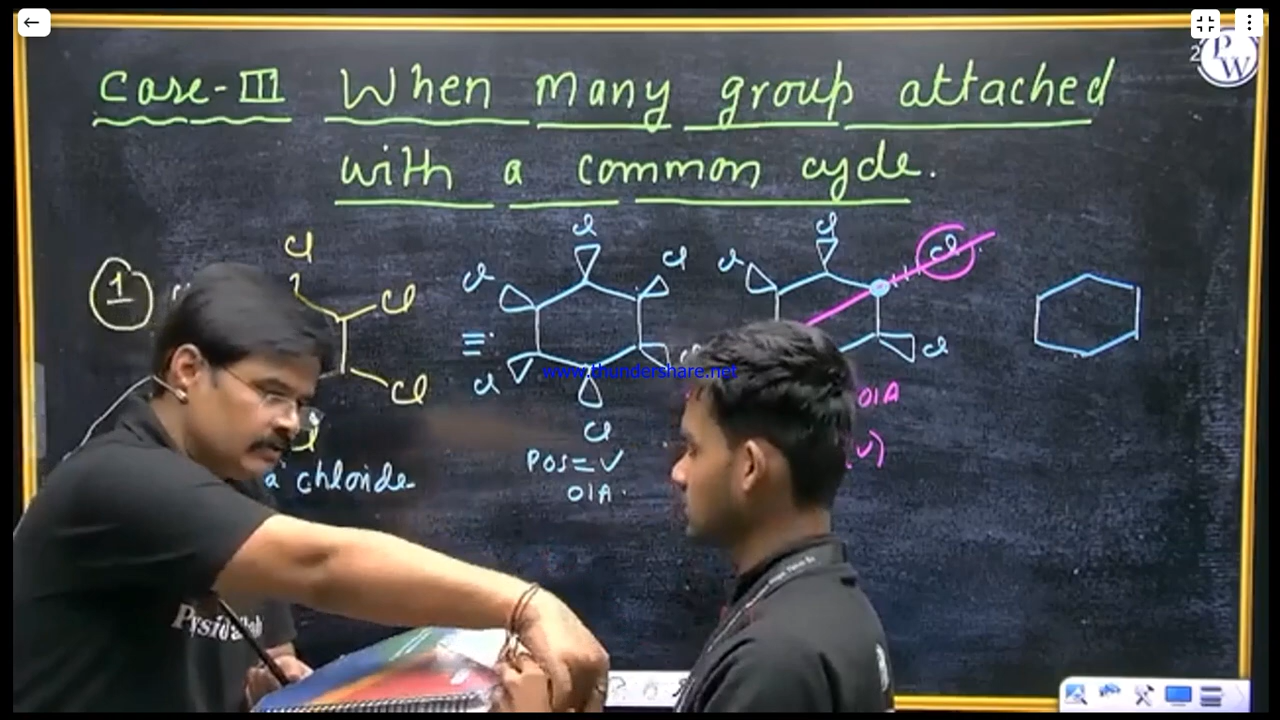 Case-III When many group attached
with a common cycle.
1
Cl
Cl
Cl
a chloride
≡
Cl
Cl
Cl
Cl
Cl
POS = ✓
OIA.
Cl
Cl
Cl
Cl
OIA
(✓)
www.thundershare.net
PW